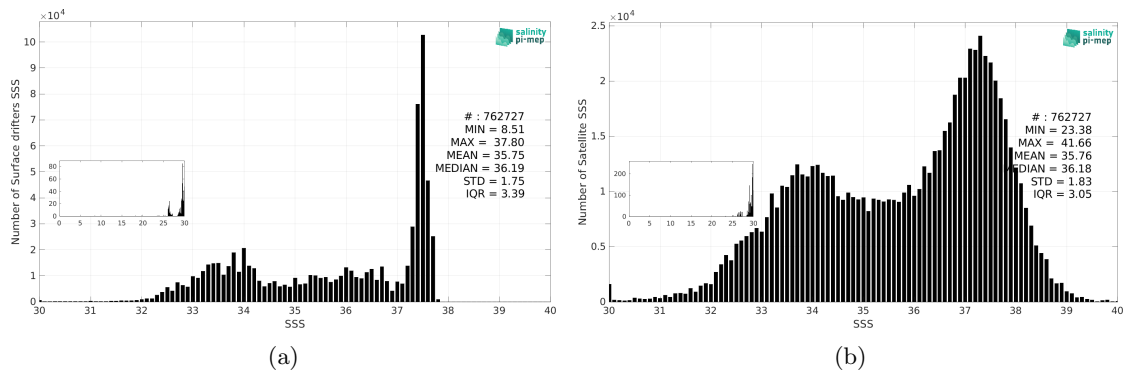 ×10⁴
salinity
pi-mep
Number of Surface drifters SSS
10
9
8
7
6
5
4
3
2
1
0
30 31 32 33 34 35 36 37 38 39 40
SSS
# : 762727
MIN = 8.51
MAX = 37.80
MEAN = 35.75
MEDIAN = 36.19
STD = 1.75
IQR = 3.39
80
60
40
20
0
0 5 10 15 20 25 30
(a)
×10⁴
salinity
pi-mep
Number of Satellite SSS
2.5
2
1.5
1
0.5
0
30 31 32 33 34 35 36 37 38 39 40
SSS
# : 762727
MIN = 23.38
MAX = 41.66
MEAN = 35.76
MEDIAN = 36.18
STD = 1.83
IQR = 3.05
200
100
0
0 5 10 15 20 25 30
(b)